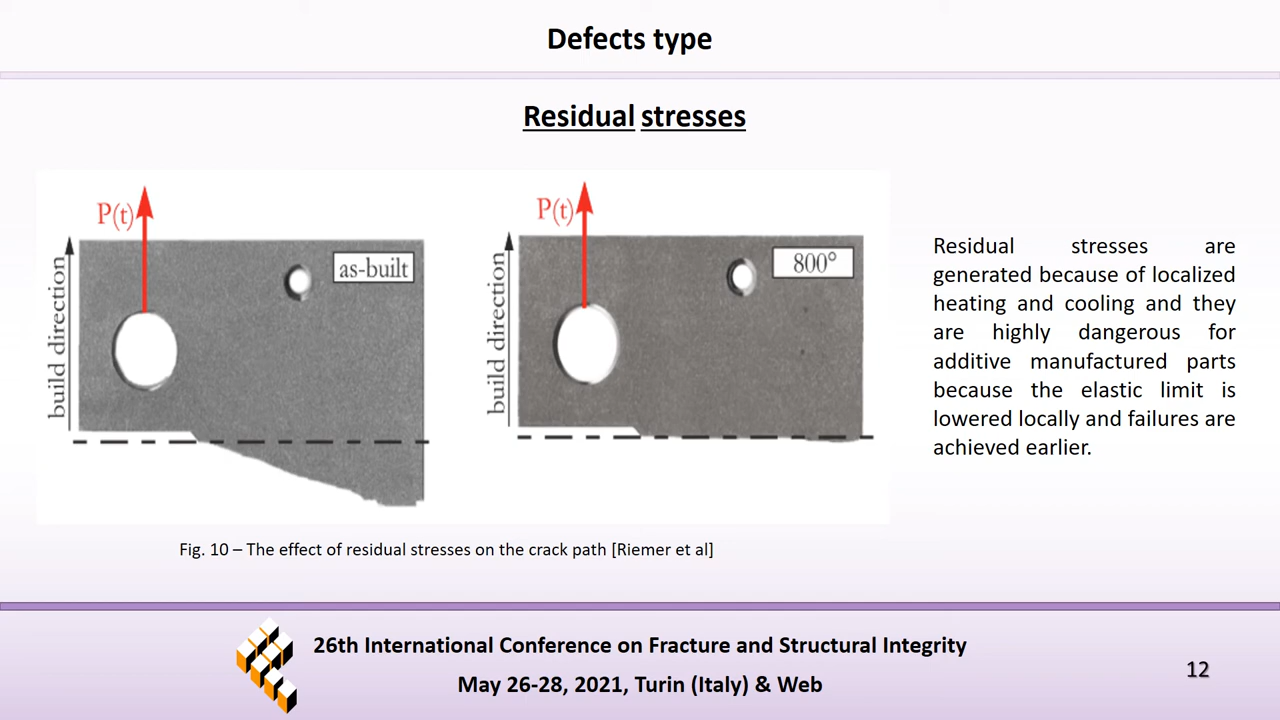 Defects type
Residual stresses
P(t)
build direction
as-built
P(t)
build direction
800°
Residual stresses are
generated because of localized
heating and cooling and they
are highly dangerous for
additive manufactured parts
because the elastic limit is
lowered locally and failures are
achieved earlier.
Fig. 10 – The effect of residual stresses on the crack path [Riemer et al]
26th International Conference on Fracture and Structural Integrity
May 26-28, 2021, Turin (Italy) & Web
12